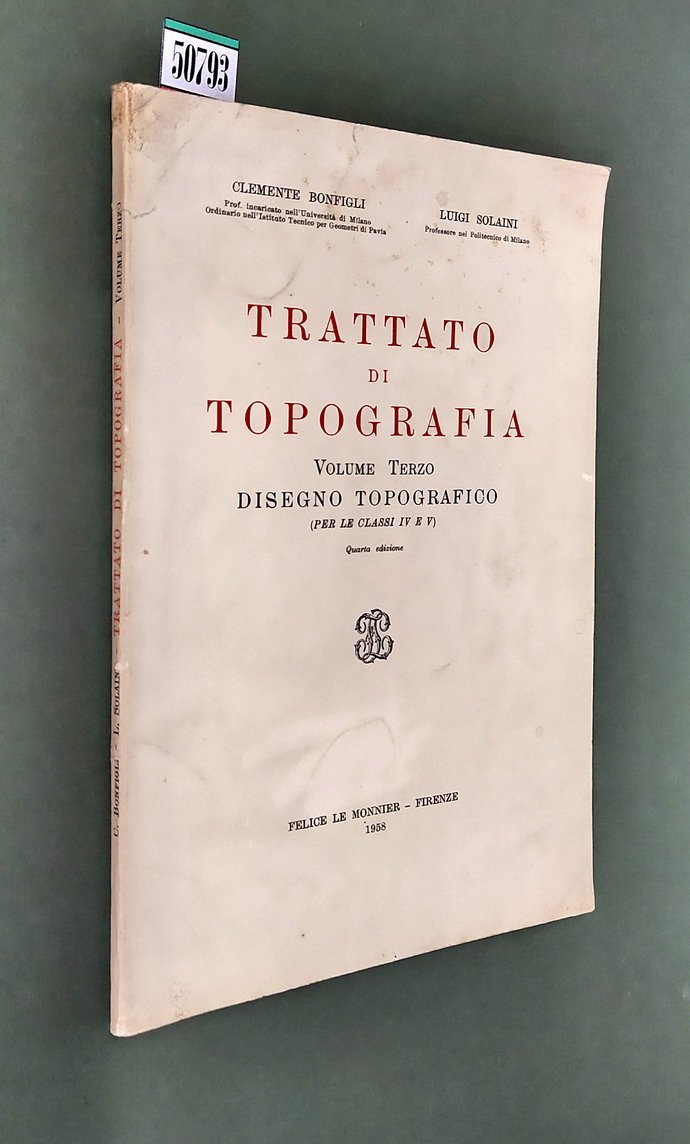 50793
CLEMENTE BONFIGLI
Prof. incaricato nell'Università di Milano
Ordinario nell'Istituto Tecnico per Geometri di Pavia
LUIGI SOLAINI
Professore nel Politecnico di Milano
TRATTATO
DI
TOPOGRAFIA
VOLUME TERZO
DISEGNO TOPOGRAFICO
(PER LE CLASSI IV E V)
Quarta edizione
FELICE LE MONNIER – FIRENZE
1958
C. BONFIGLI - L. SOLAINI - TRATTATO DI TOPOGRAFIA - VOLUME TERZO